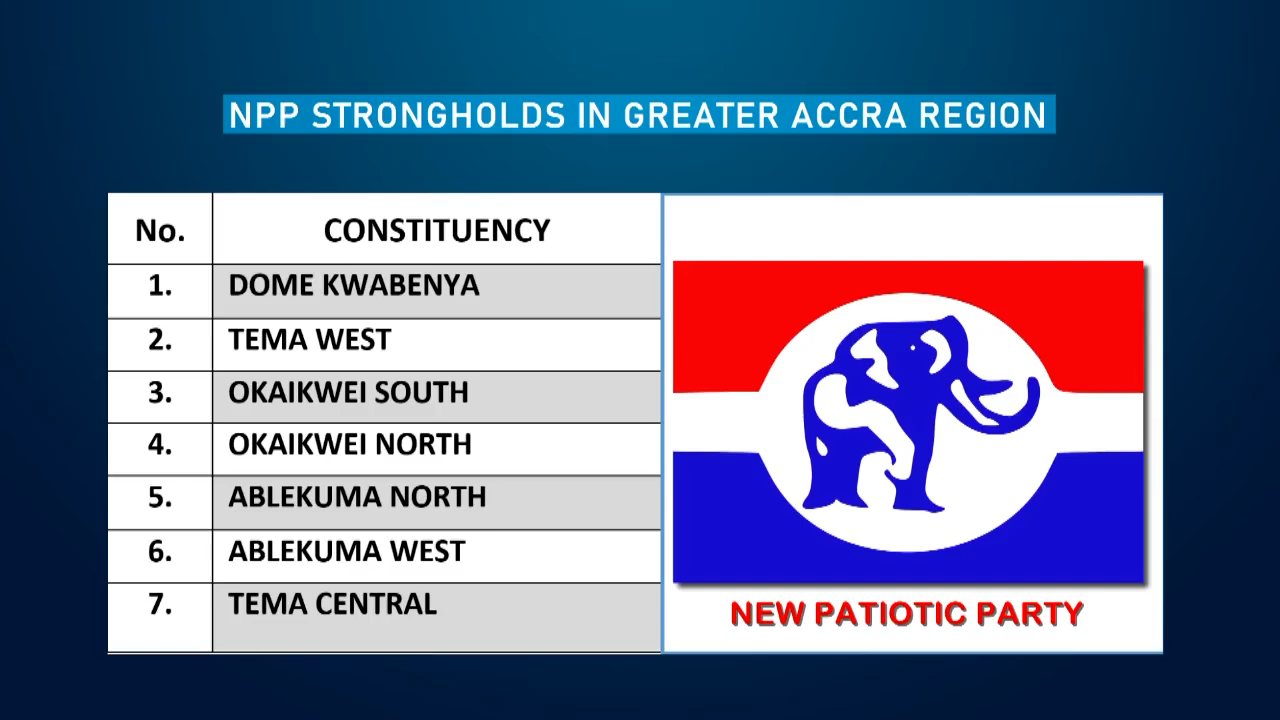 NPP STRONGHOLDS IN GREATER ACCRA REGION
No. CONSTITUENCY
1. DOME KWABENYA
2. TEMA WEST
3. OKAIKWEI SOUTH
4. OKAIKWEI NORTH
5. ABLEKUMA NORTH
6. ABLEKUMA WEST
7. TEMA CENTRAL
NEW PATIOTIC PARTY